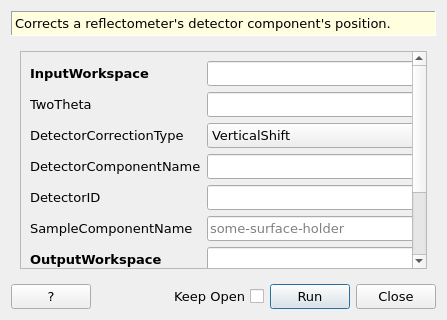 Corrects a reflectometer's detector component's position.
InputWorkspace
TwoTheta
DetectorCorrectionType VerticalShift
DetectorComponentName
DetectorID
SampleComponentName some-surface-holder
OutputWorkspace
? Keep Open Run Close